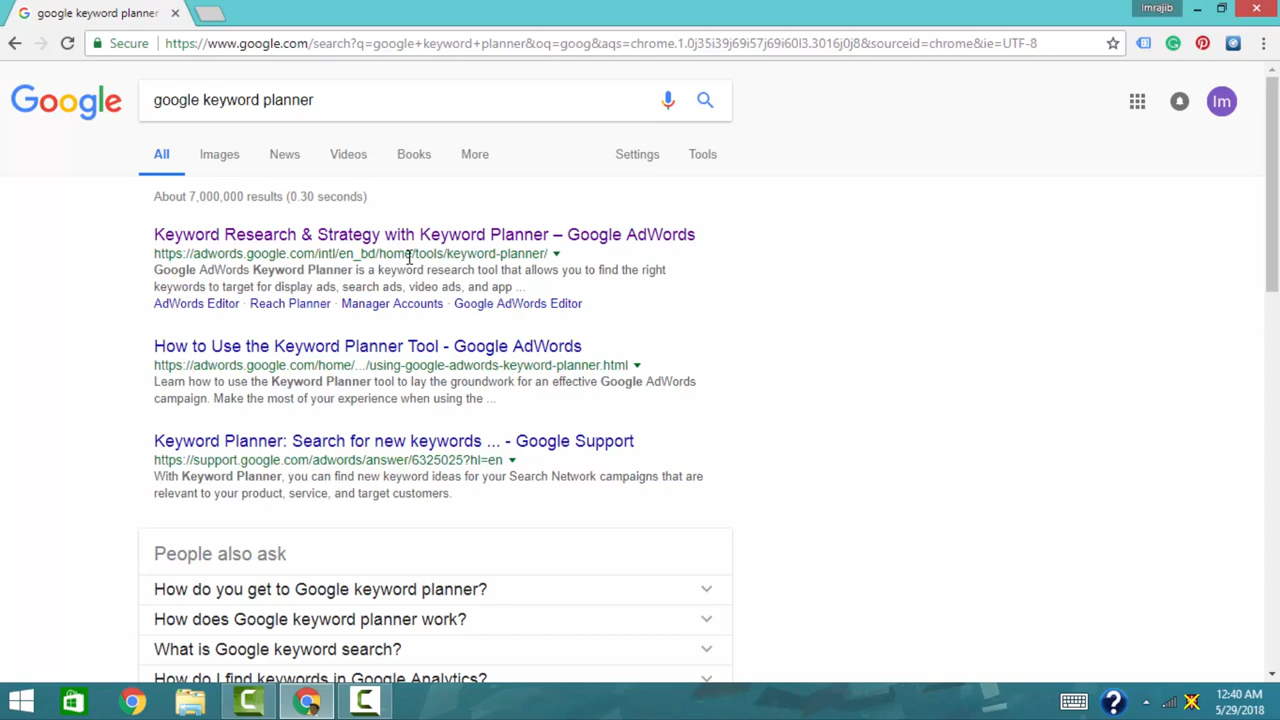 google keyword planner
Imrajib
Secure https://www.google.com/search?q=google+keyword+planner&oq=goog&aqs=chrome.1.0j35i39j69i57j69i60l3.3016j0j8&sourceid=chrome&ie=UTF-8
Google
google keyword planner
Im
All Images News Videos Books More Settings Tools
About 7,000,000 results (0.30 seconds)
Keyword Research & Strategy with Keyword Planner – Google AdWords
https://adwords.google.com/intl/en_bd/home/tools/keyword-planner/
Google AdWords Keyword Planner is a keyword research tool that allows you to find the right
keywords to target for display ads, search ads, video ads, and app ...
AdWords Editor · Reach Planner · Manager Accounts · Google AdWords Editor
How to Use the Keyword Planner Tool - Google AdWords
https://adwords.google.com/home/.../using-google-adwords-keyword-planner.html
Learn how to use the Keyword Planner tool to lay the groundwork for an effective Google AdWords
campaign. Make the most of your experience when using the ...
Keyword Planner: Search for new keywords ... - Google Support
https://support.google.com/adwords/answer/6325025?hl=en
With Keyword Planner, you can find new keyword ideas for your Search Network campaigns that are
relevant to your product, service, and target customers.
People also ask
How do you get to Google keyword planner?
How does Google keyword planner work?
What is Google keyword search?
How do I find keywords in Google Analytics?
12:40 AM
5/29/2018